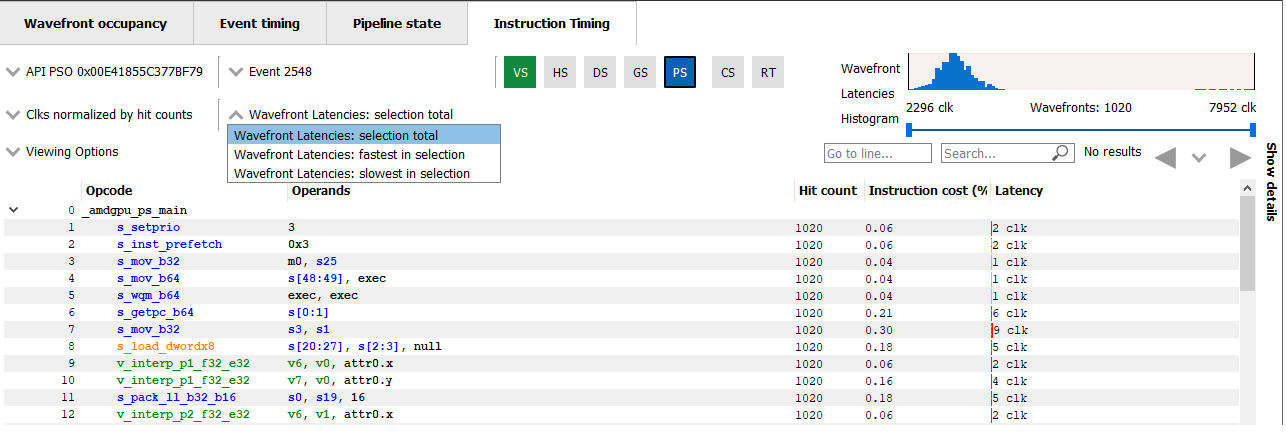 Wavefront occupancy Event timing Pipeline state Instruction Timing
API PSO 0x00E41855C377BF79 Event 2548 VS HS DS GS PS CS RT
Wavefront
Latencies
Histogram
2296 clk Wavefronts: 1020 7952 clk
Clks normalized by hit counts Wavefront Latencies: selection total
Wavefront Latencies: selection total
Wavefront Latencies: fastest in selection
Wavefront Latencies: slowest in selection
Viewing Options Go to line... Search... No results
Show details
Opcode Operands Hit count Instruction cost (% Latency
0 _amdgpu_ps_main
1 s_setprio 3 1020 0.06 2 clk
2 s_inst_prefetch 0x3 1020 0.06 2 clk
3 s_mov_b32 m0, s25 1020 0.04 1 clk
4 s_mov_b64 s[48:49], exec 1020 0.04 1 clk
5 s_wqm_b64 exec, exec 1020 0.04 1 clk
6 s_getpc_b64 s[0:1] 1020 0.21 6 clk
7 s_mov_b32 s3, s1 1020 0.30 9 clk
8 s_load_dwordx8 s[20:27], s[2:3], null 1020 0.18 5 clk
9 v_interp_p1_f32_e32 v6, v0, attr0.x 1020 0.06 2 clk
10 v_interp_p1_f32_e32 v7, v0, attr0.y 1020 0.16 4 clk
11 s_pack_ll_b32_b16 s0, s19, 16 1020 0.18 5 clk
12 v_interp_p2_f32_e32 v6, v1, attr0.x 1020 0.06 2 clk